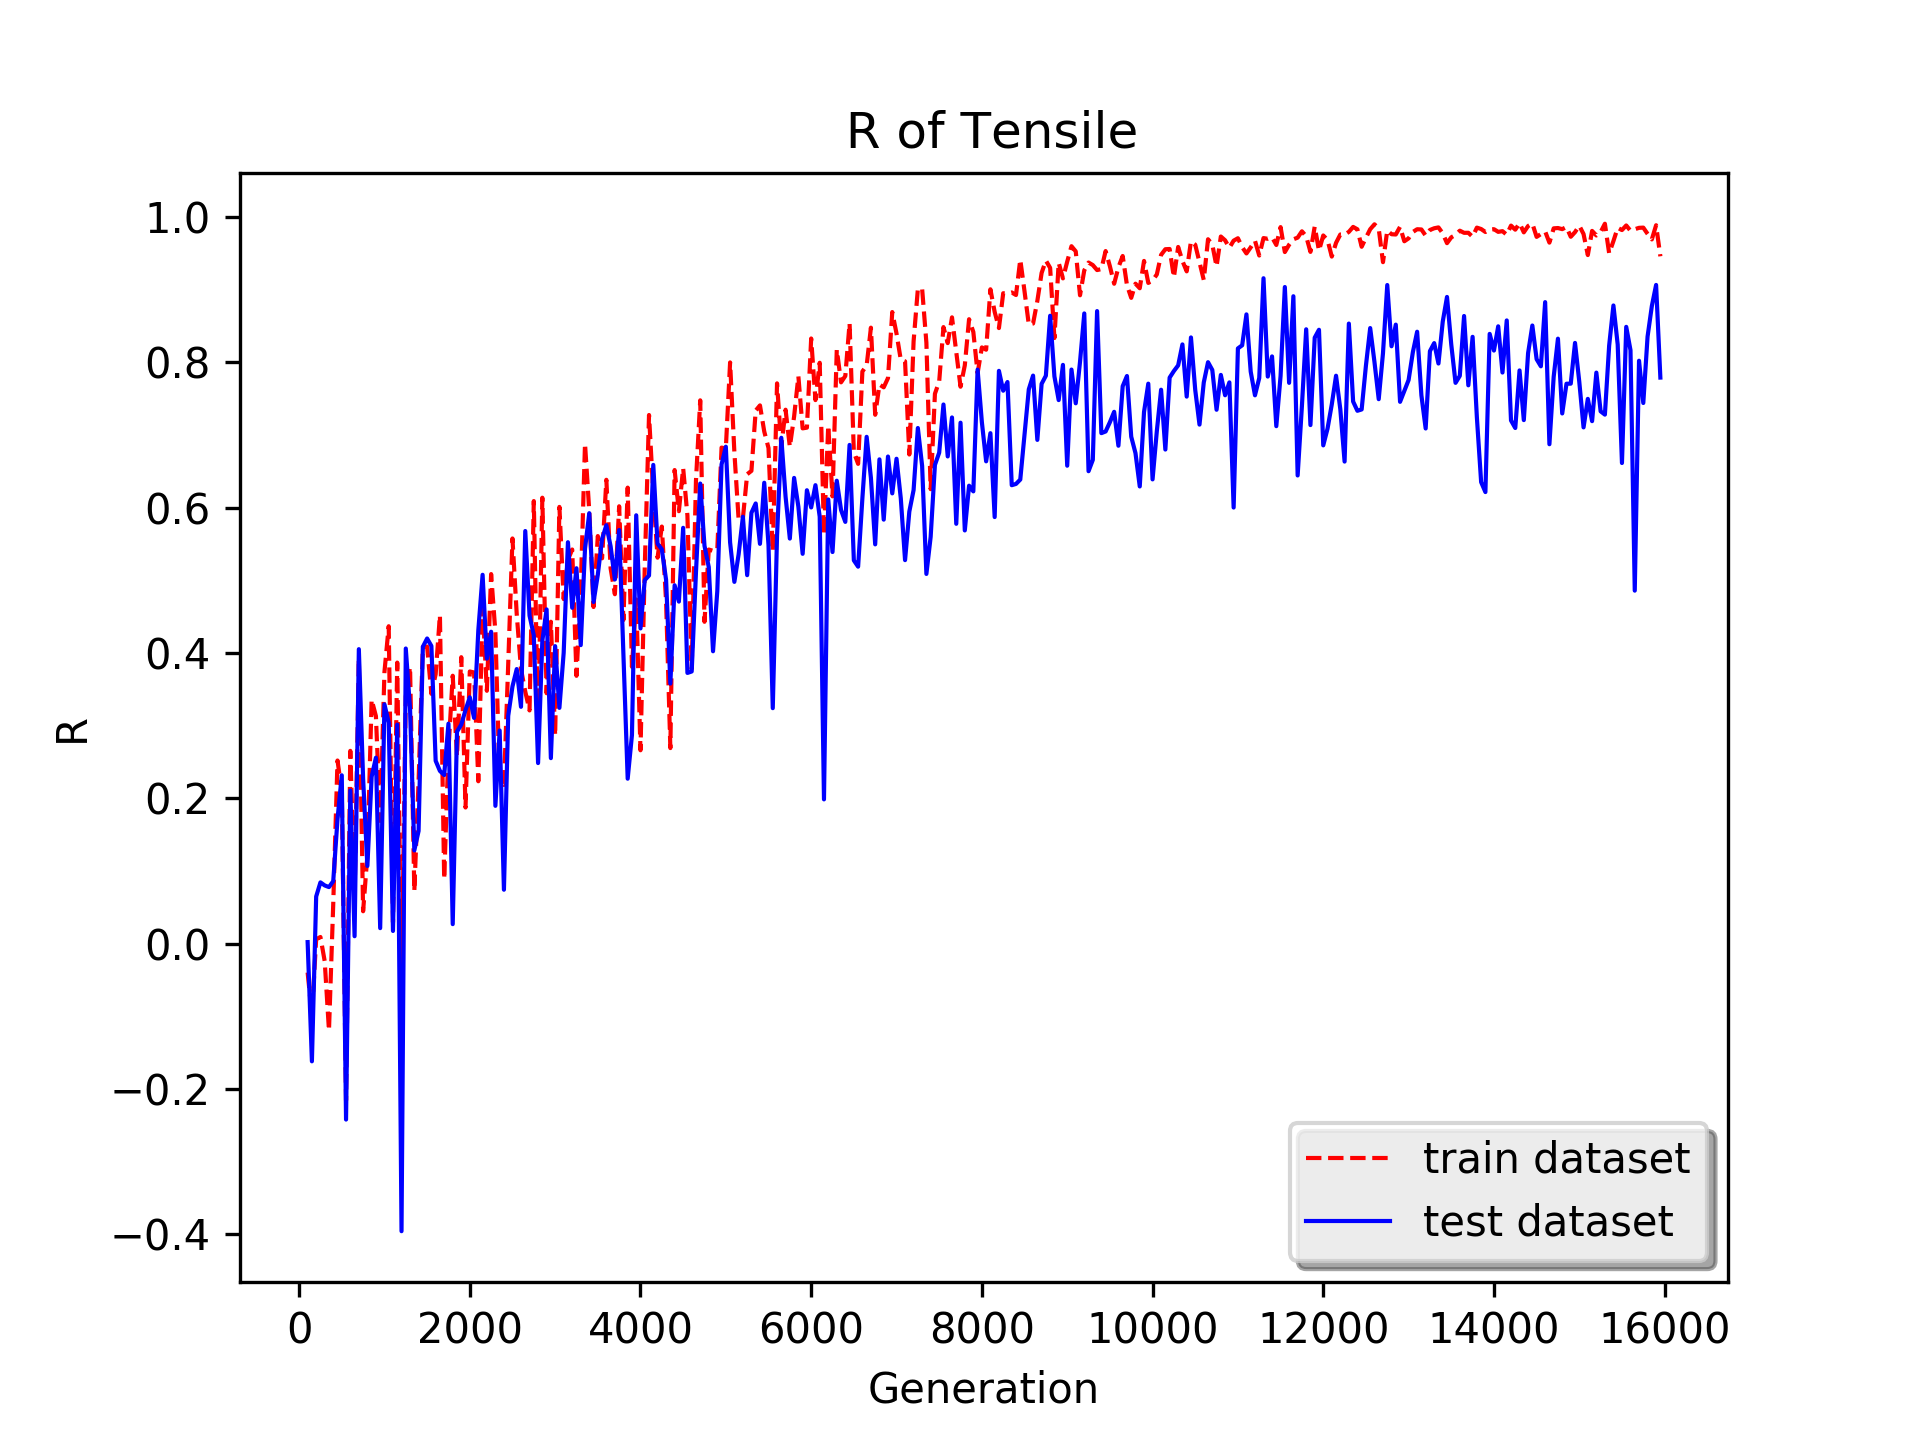 R of Tensile
1.0
0.8
0.6
0.4
0.2
0.0
−0.2
−0.4
R
0 2000 4000 6000 8000 10000 12000 14000 16000
Generation
train dataset
test dataset